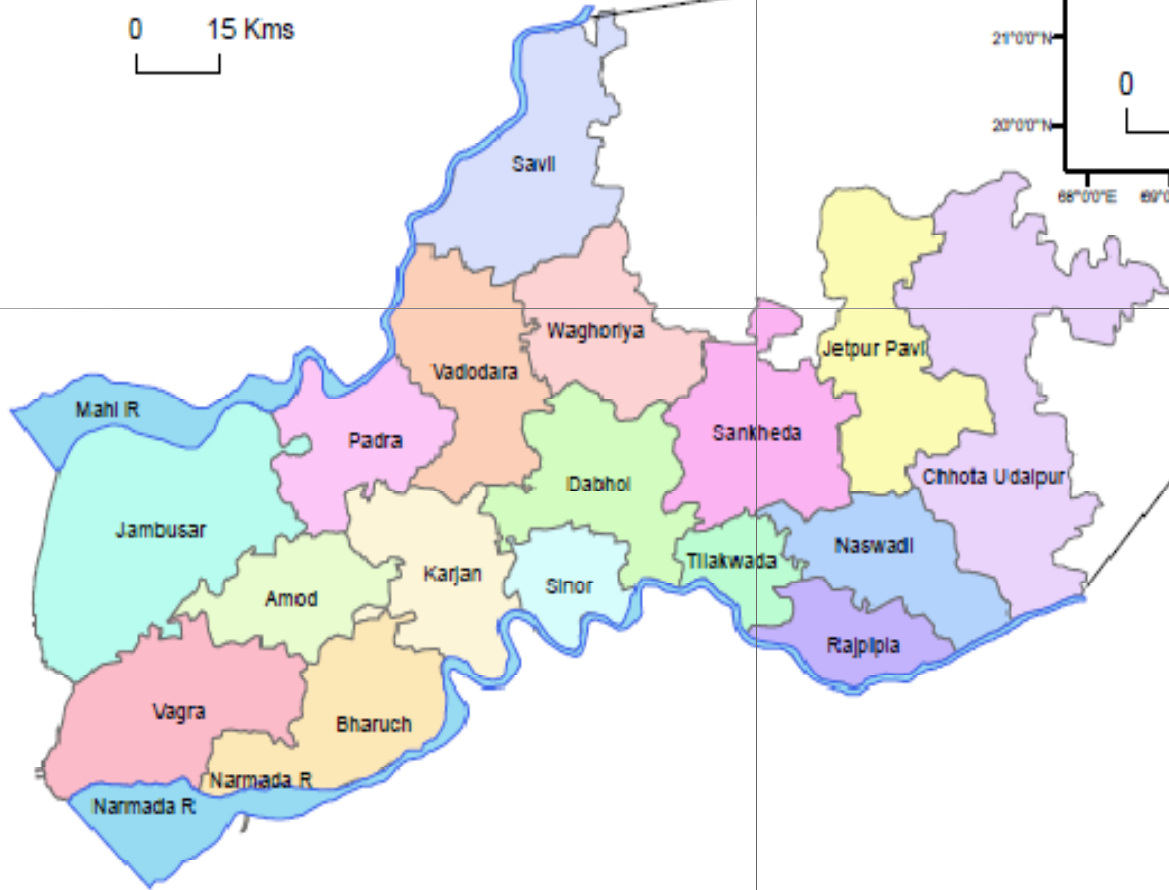 0 15 Kms
21°0'0"N
0
20°0'0"N
68°0'0"E
Savli
Waghoriya
Jetpur Pavi
Vadodara
Mahi R
Padra
Sankheda
Dabhoi
Chhota Udaipur
Jambusar
Naswadi
Tilakwada
Karjan
Sinor
Amod
Rajpipla
Vagra
Bharuch
Narmada R
Narmada R